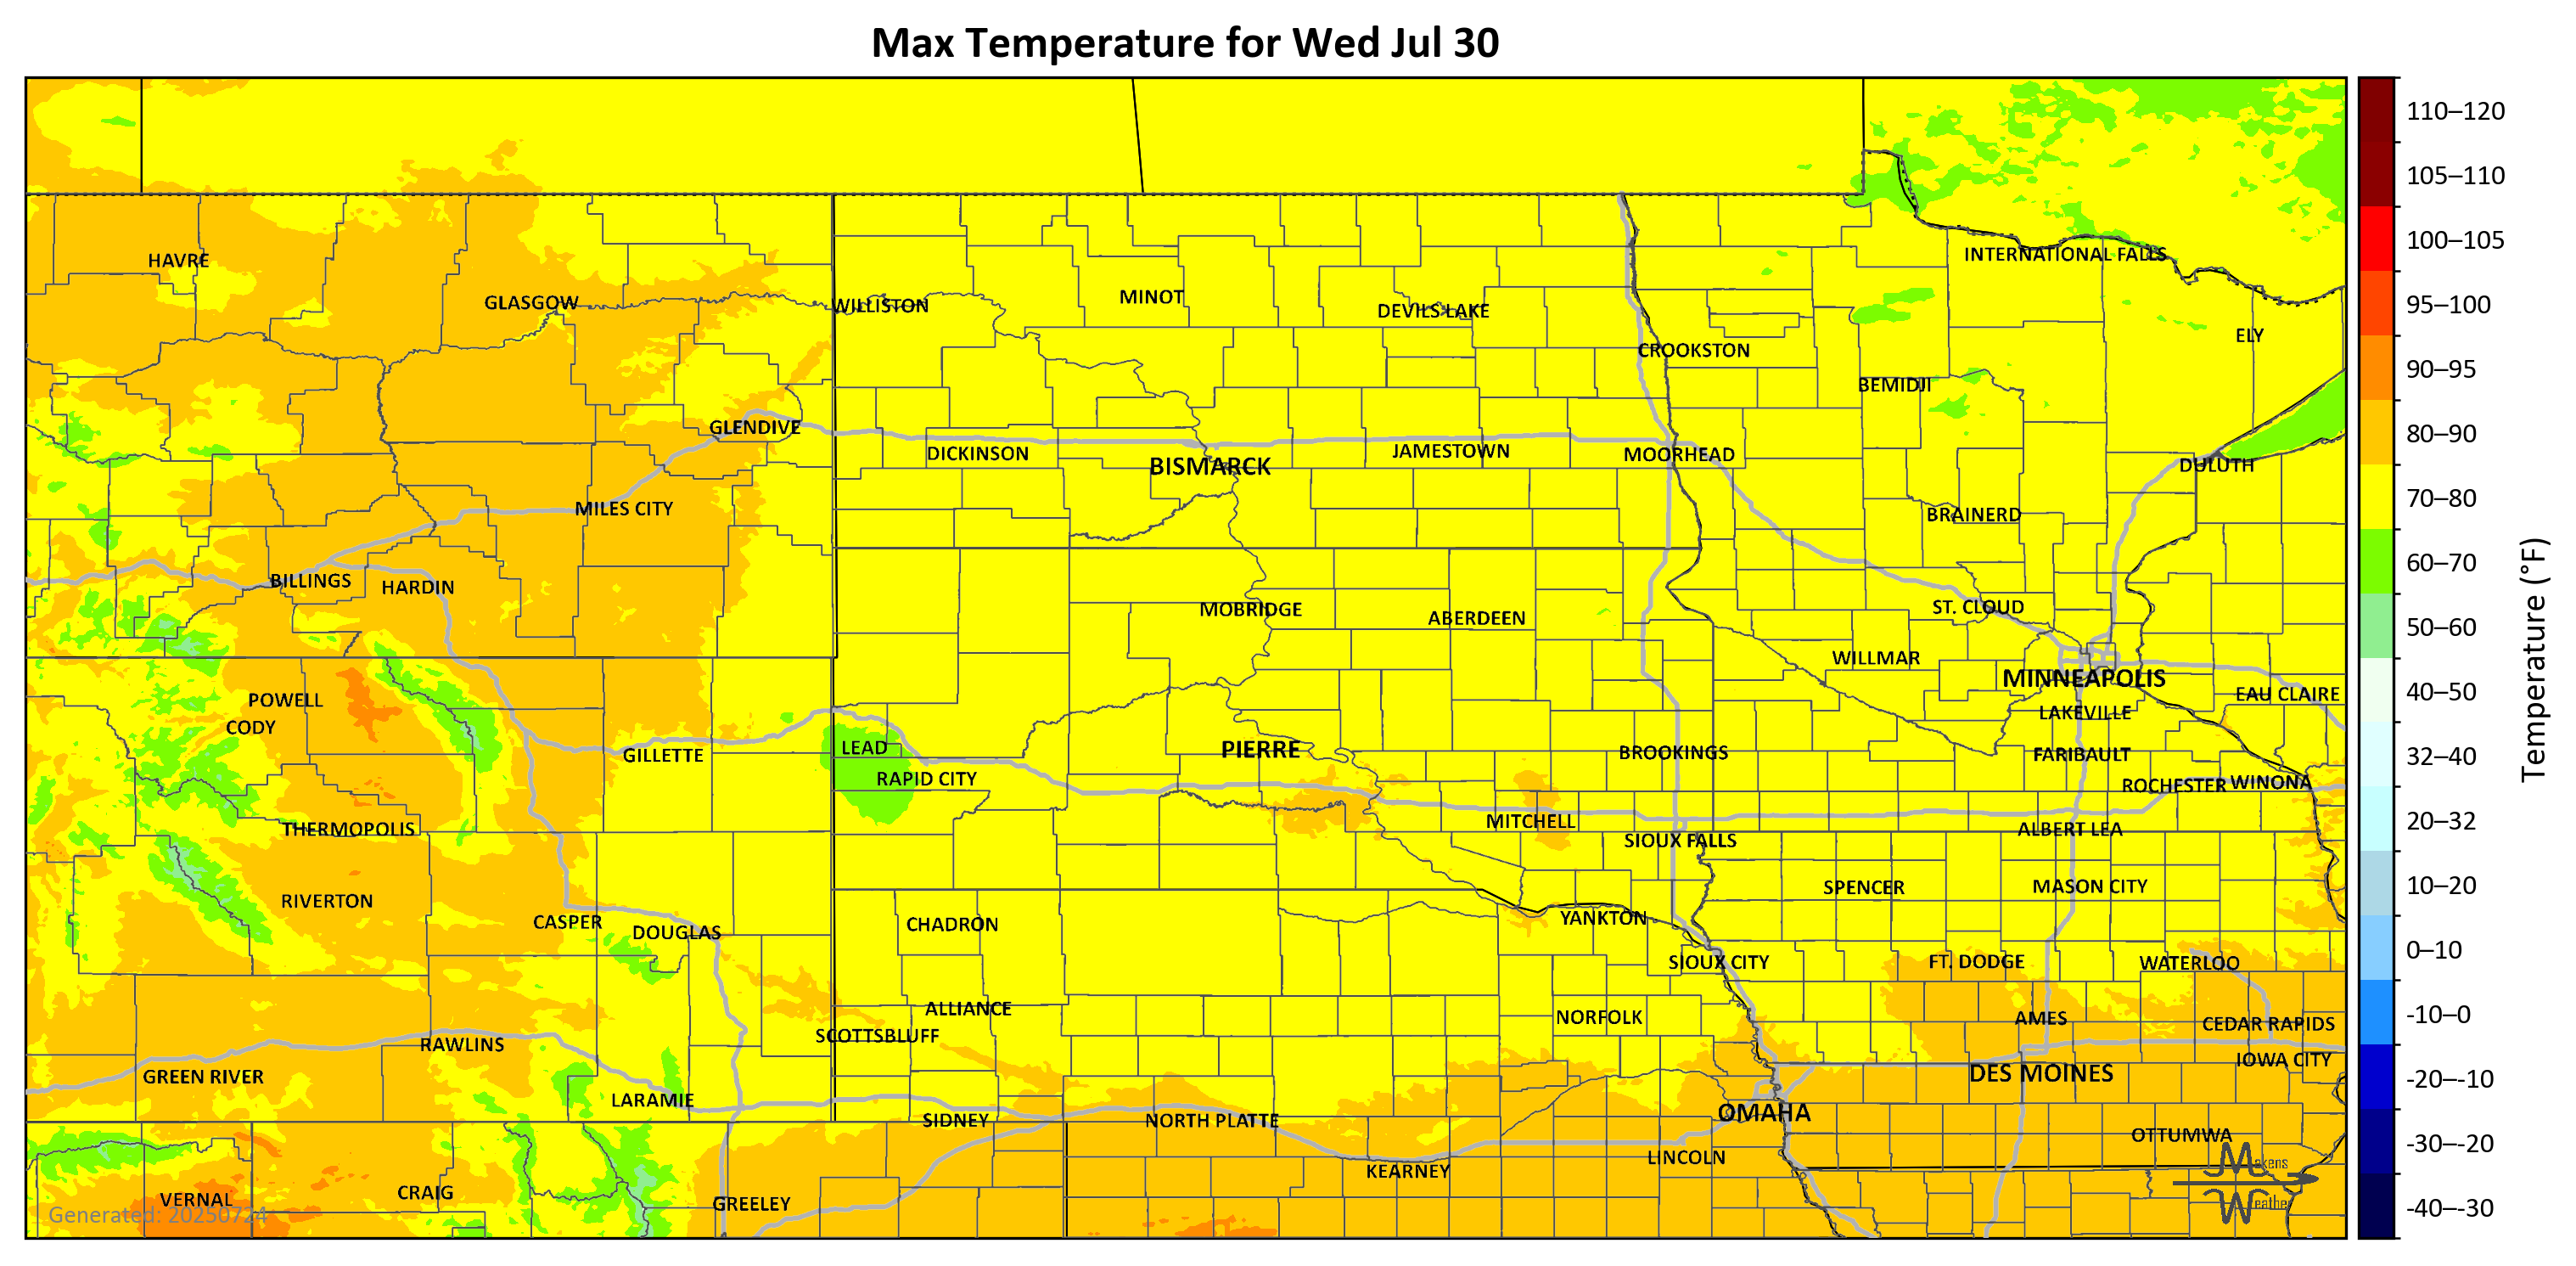 Max Temperature for Wed Jul 30
110–120
105–110
100–105
95–100
90–95
80–90
70–80
60–70
50–60
40–50
32–40
20–32
10–20
0–10
-10–0
-20–-10
-30–-20
-40–-30
Temperature (°F)
HAVRE
GLASGOW
WILLISTON
MINOT
DEVILS LAKE
INTERNATIONAL FALLS
ELY
CROOKSTON
BEMIDJI
GLENDIVE
DICKINSON
BISMARCK
JAMESTOWN
MOORHEAD
DULUTH
MILES CITY
BRAINERD
BILLINGS
HARDIN
MOBRIDGE
ABERDEEN
ST. CLOUD
WILLMAR
MINNEAPOLIS
EAU CLAIRE
POWELL
CODY
LAKEVILLE
GILLETTE
LEAD
PIERRE
BROOKINGS
FARIBAULT
RAPID CITY
ROCHESTER
WINONA
THERMOPOLIS
MITCHELL
SIOUX FALLS
ALBERT LEA
RIVERTON
SPENCER
MASON CITY
CASPER
DOUGLAS
CHADRON
YANKTON
SIOUX CITY
FT. DODGE
WATERLOO
ALLIANCE
NORFOLK
AMES
CEDAR RAPIDS
SCOTTSBLUFF
RAWLINS
IOWA CITY
GREEN RIVER
DES MOINES
LARAMIE
SIDNEY
NORTH PLATTE
OMAHA
OTTUMWA
LINCOLN
KEARNEY
VERNAL
CRAIG
GREELEY
Generated: 20250724
Makens
Weather